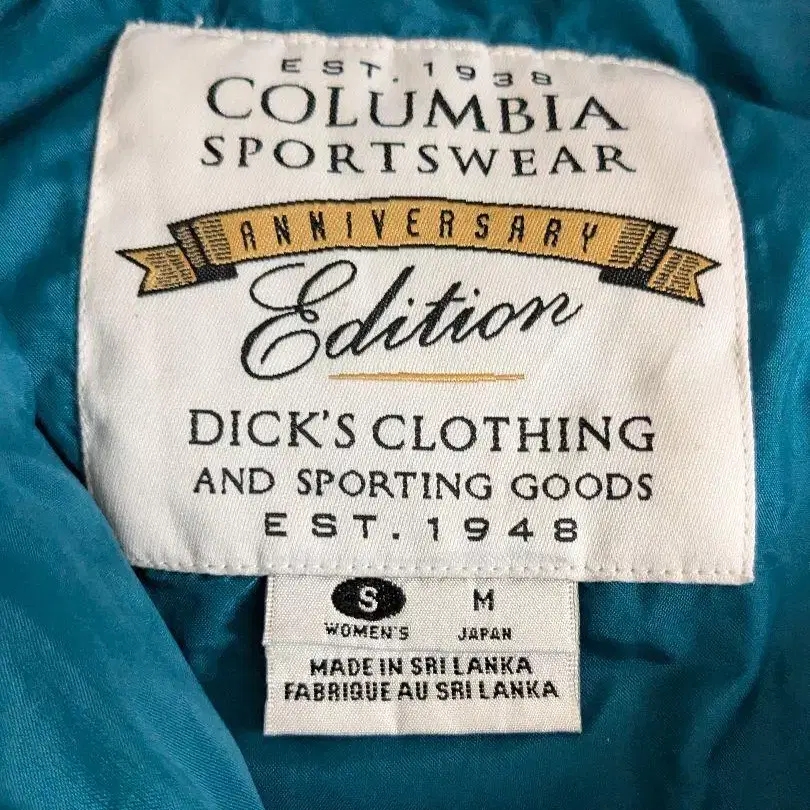 EST. 1938
COLUMBIA
SPORTSWEAR
ANNIVERSARY
Edition
DICK'S CLOTHING
AND SPORTING GOODS
EST. 1948
S M
WOMEN'S JAPAN
MADE IN SRI LANKA
FABRIQUE AU SRI LANKA